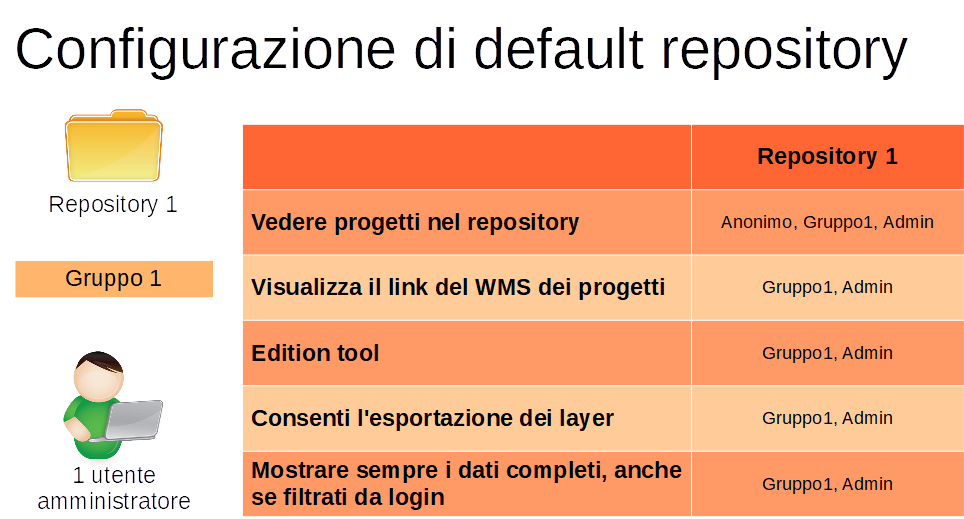 Configurazione di default repository
Repository 1
Gruppo 1
1 utente
amministratore
Repository 1
Vedere progetti nel repository
Anonimo, Gruppo1, Admin
Visualizza il link del WMS dei progetti
Gruppo1, Admin
Edition tool
Gruppo1, Admin
Consenti l'esportazione dei layer
Gruppo1, Admin
Mostrare sempre i dati completi, anche
se filtrati da login
Gruppo1, Admin